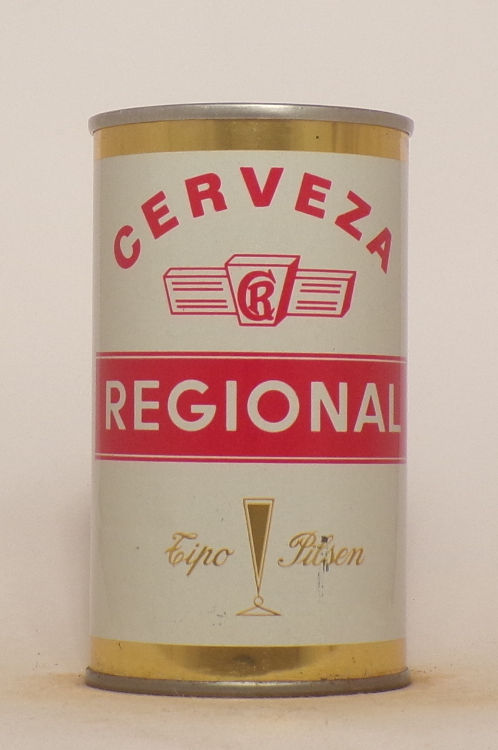 CERVEZA
CR
REGIONAL
Tipo Pilsen